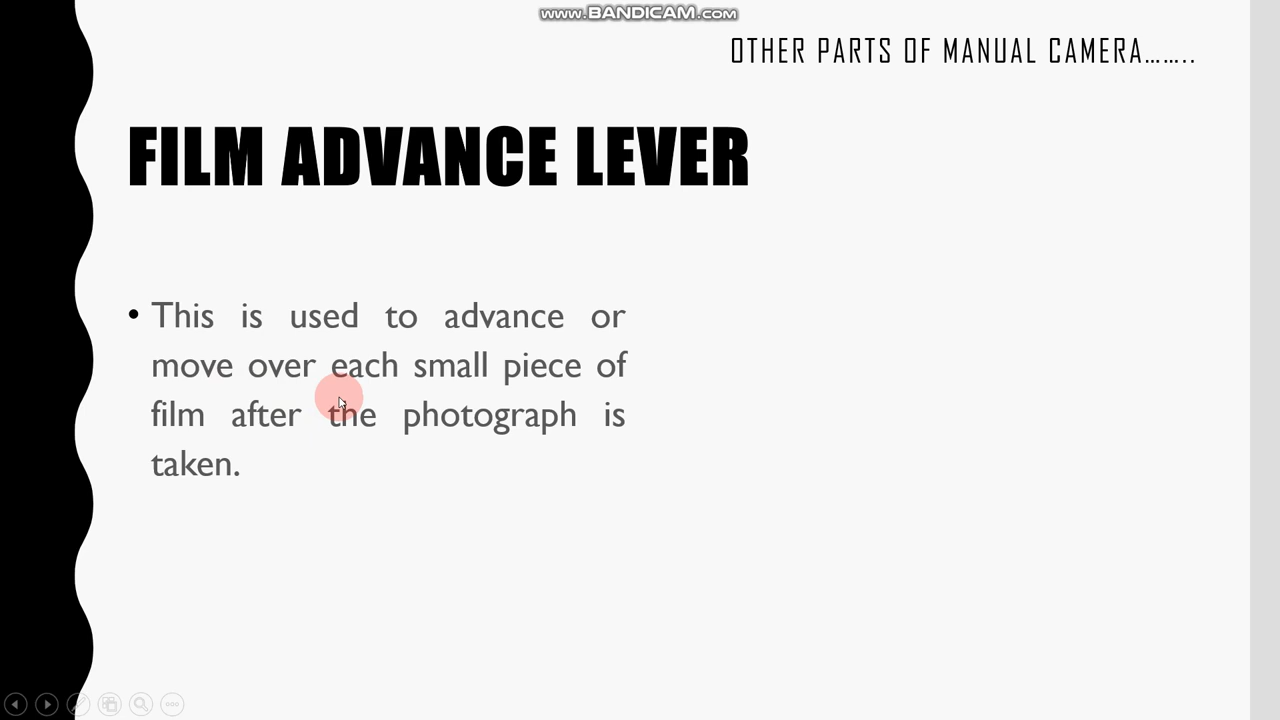 www.BANDICAM.com
OTHER PARTS OF MANUAL CAMERA……..
FILM ADVANCE LEVER
• This is used to advance or
move over each small piece of
film after the photograph is
taken.